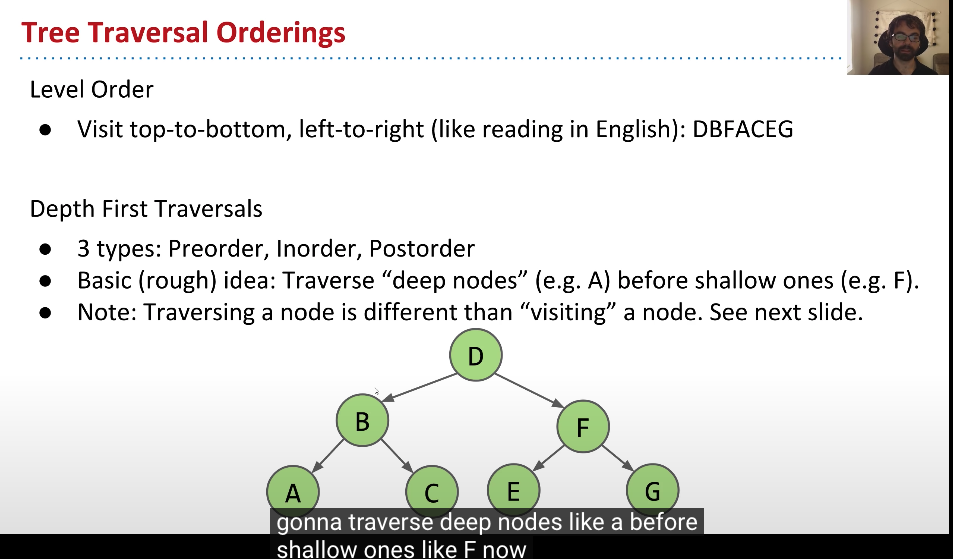 Tree Traversal Orderings
Level Order
● Visit top-to-bottom, left-to-right (like reading in English): DBFACEG
Depth First Traversals
● 3 types: Preorder, Inorder, Postorder
● Basic (rough) idea: Traverse “deep nodes” (e.g. A) before shallow ones (e.g. F).
● Note: Traversing a node is different than “visiting” a node. See next slide.
D
B F
A C E G
gonna traverse deep nodes like a before
shallow ones like F now